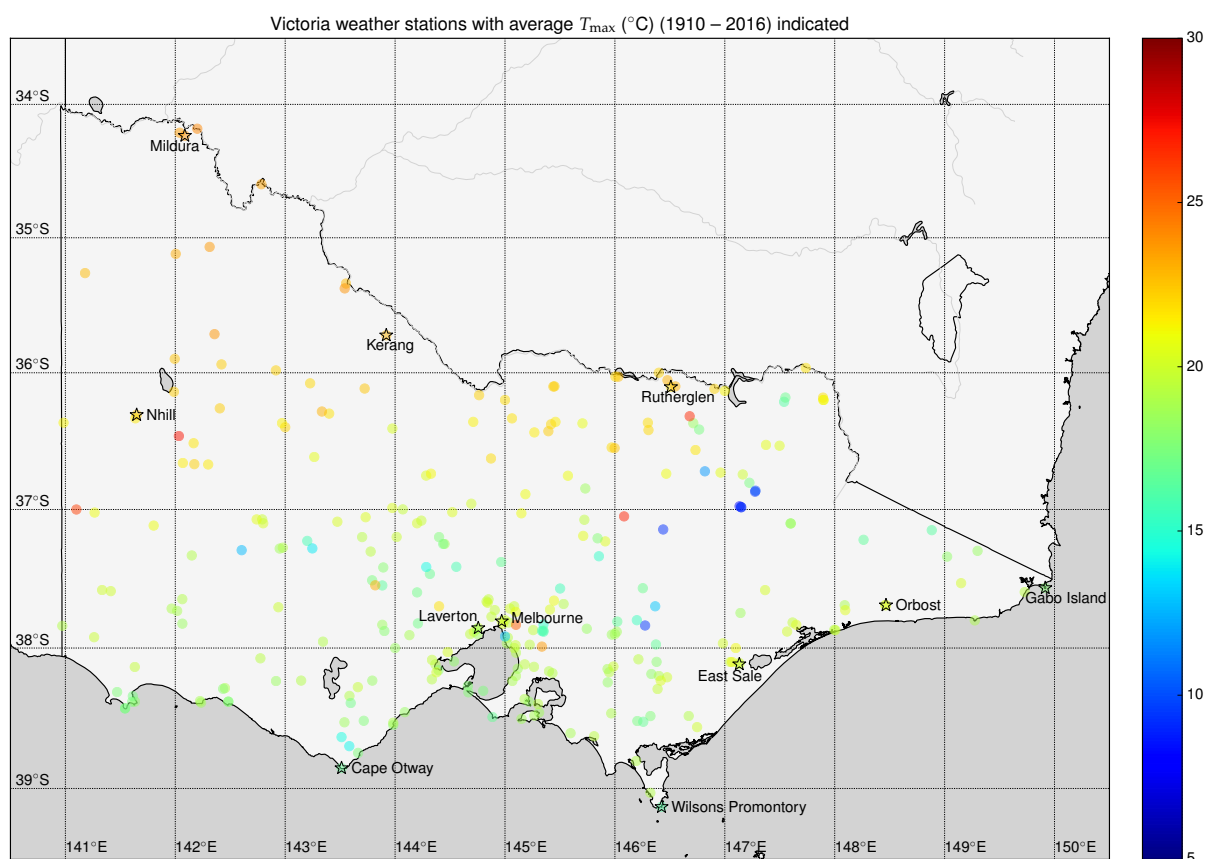 Victoria weather stations with average Tmax (°C) (1910 – 2016) indicated
30
34°S
Mildura
25
35°S
Kerang
36°S
20
Rutherglen
Nhill
37°S
15
Gabo Island
Orbost
Laverton
Melbourne
38°S
East Sale
10
Cape Otway
39°S
Wilsons Promontory
141°E 142°E 143°E 144°E 145°E 146°E 147°E 148°E 149°E 150°E
5